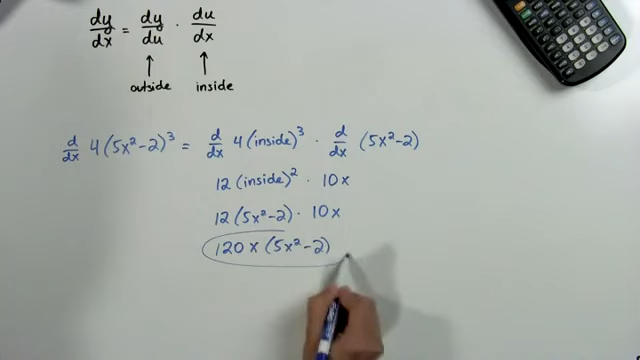 dy/dx = dy/du · du/dx
↑ ↑
outside inside
d/dx 4(5x²-2)³ = d/dx 4(inside)³ · d/dx (5x²-2)
12(inside)² · 10x
12(5x²-2) · 10x
120x(5x²-2)